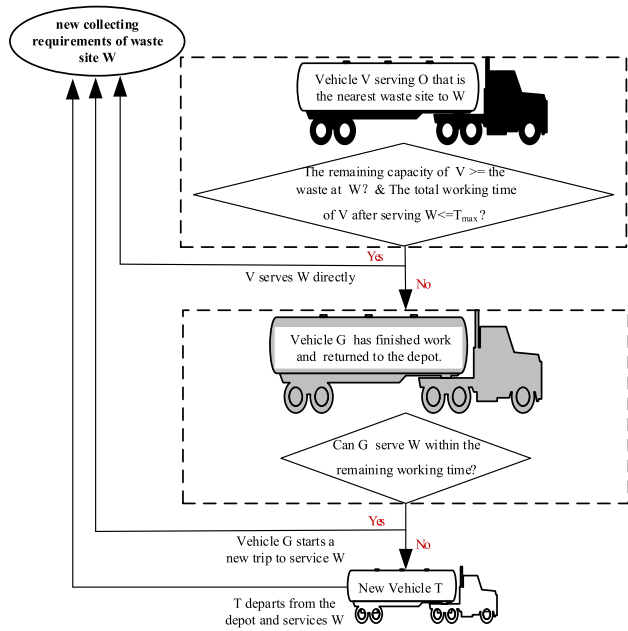 new collecting
requirements of waste
site W
Vehicle V serving O that is
the nearest waste site to W
The remaining capacity of V >= the
waste at W? & The total working time
of V after serving W<=Tmax?
Yes
V serves W directly
No
Vehicle G has finished work
and returned to the depot.
Can G serve W within the
remaining working time?
Yes
Vehicle G starts a
new trip to service W
No
New Vehicle T
T departs from the
depot and services W